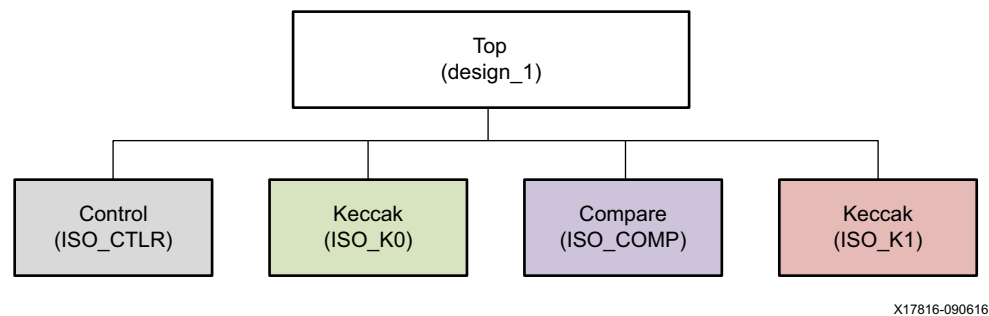 Top
(design_1)
Control
(ISO_CTLR)
Keccak
(ISO_K0)
Compare
(ISO_COMP)
Keccak
(ISO_K1)
X17816-090616